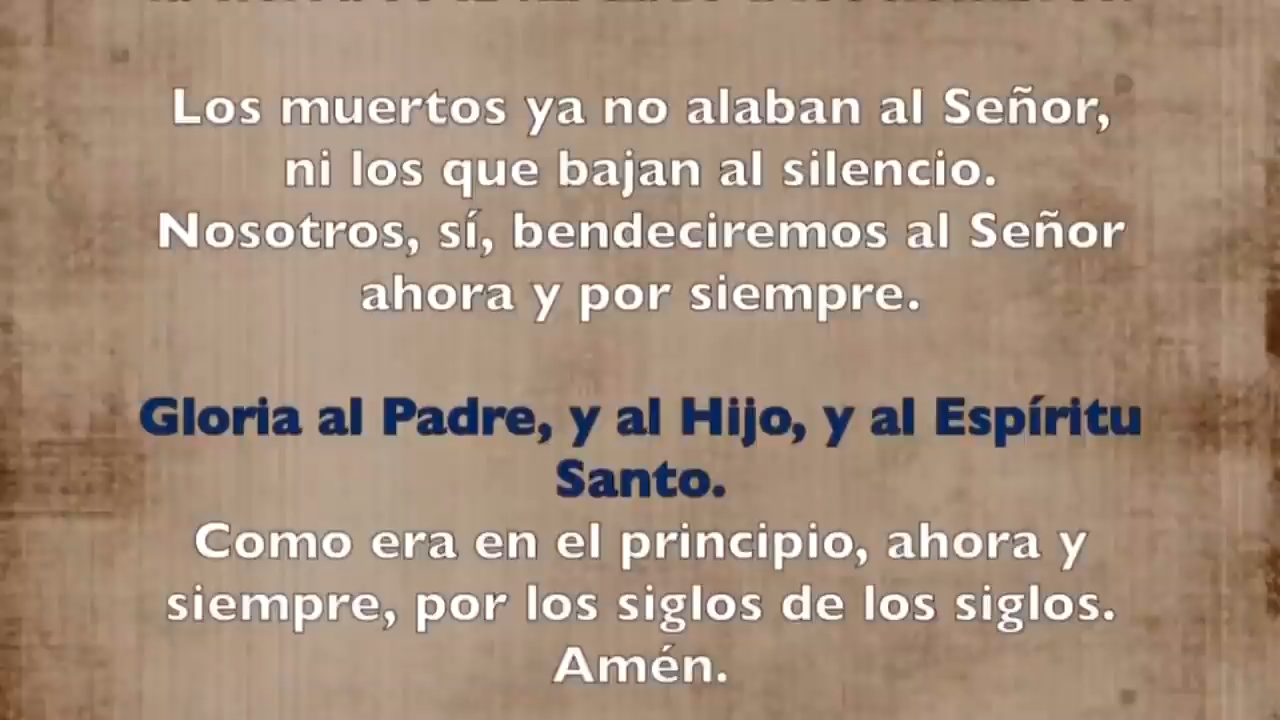 Los muertos ya no alaban al Señor,
ni los que bajan al silencio.
Nosotros, sí, bendeciremos al Señor
ahora y por siempre.
Gloria al Padre, y al Hijo, y al Espíritu
Santo.
Como era en el principio, ahora y
siempre, por los siglos de los siglos.
Amén.